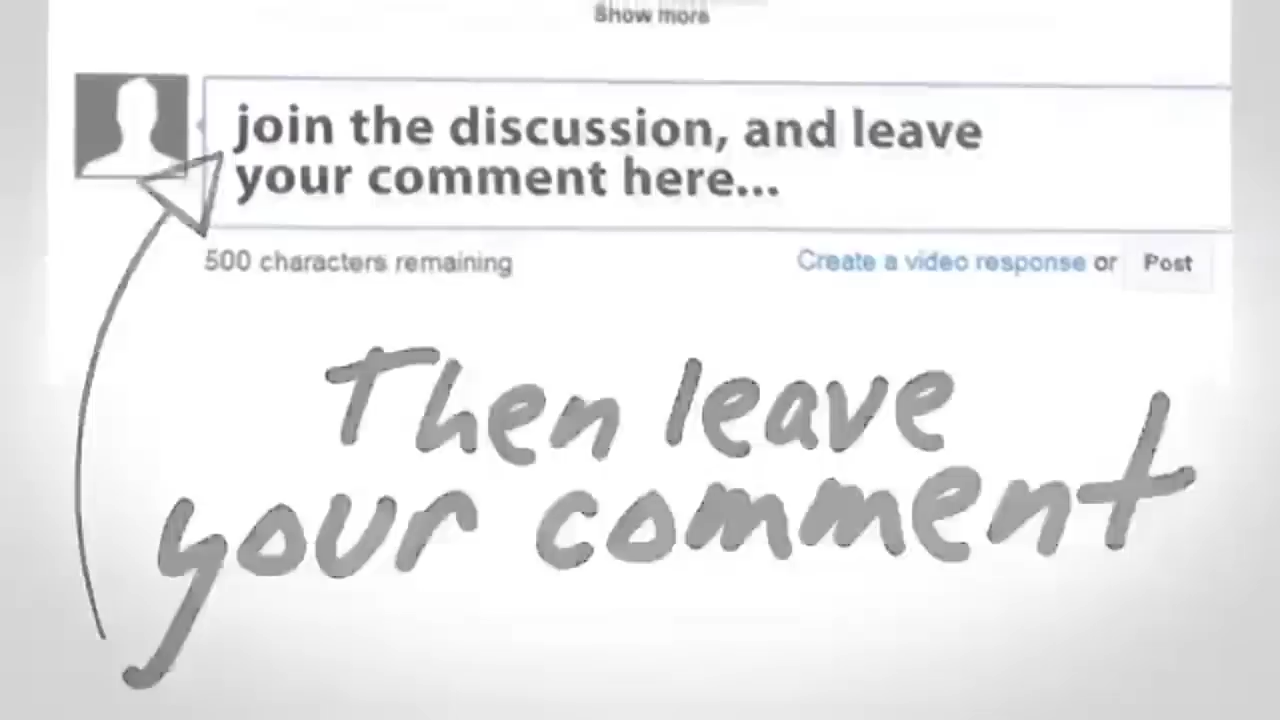 Show more
join the discussion, and leave
your comment here...
500 characters remaining
Create a video response or Post
Then leave
your comment